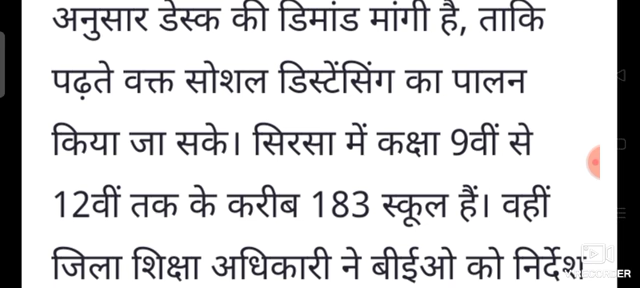 अनुसार डेस्क की डिमांड मांगी है, ताकि
पढ़ते वक्त सोशल डिस्टेंसिंग का पालन
किया जा सके। सिरसा में कक्षा 9वीं से
12वीं तक के करीब 183 स्कूल हैं। वहीं
जिला शिक्षा अधिकारी ने बीईओ को निर्देश